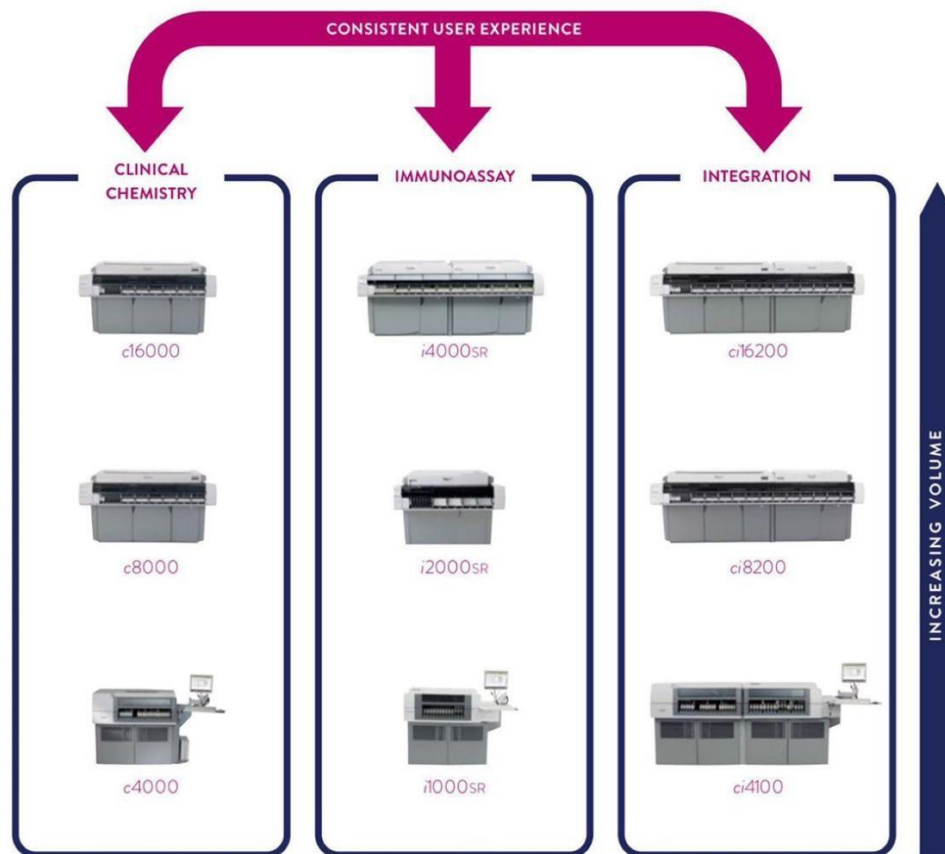 CONSISTENT USER EXPERIENCE
CLINICAL
CHEMISTRY
IMMUNOASSAY
INTEGRATION
c16000
i4000SR
ci16200
c8000
i2000SR
ci8200
c4000
i1000SR
ci4100
INCREASING VOLUME